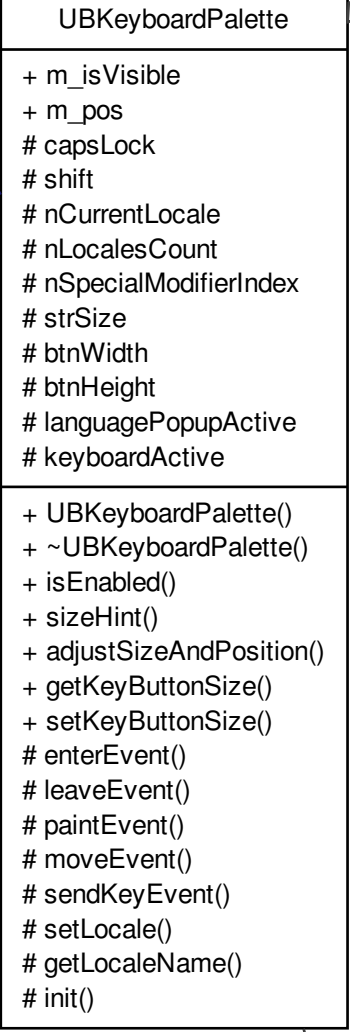 UBKeyboardPalette
+ m_isVisible
+ m_pos
# capsLock
# shift
# nCurrentLocale
# nLocalesCount
# nSpecialModifierIndex
# strSize
# btnWidth
# btnHeight
# languagePopupActive
# keyboardActive
+ UBKeyboardPalette()
+ ~UBKeyboardPalette()
+ isEnabled()
+ sizeHint()
+ adjustSizeAndPosition()
+ getKeyButtonSize()
+ setKeyButtonSize()
# enterEvent()
# leaveEvent()
# paintEvent()
# moveEvent()
# sendKeyEvent()
# setLocale()
# getLocaleName()
# init()